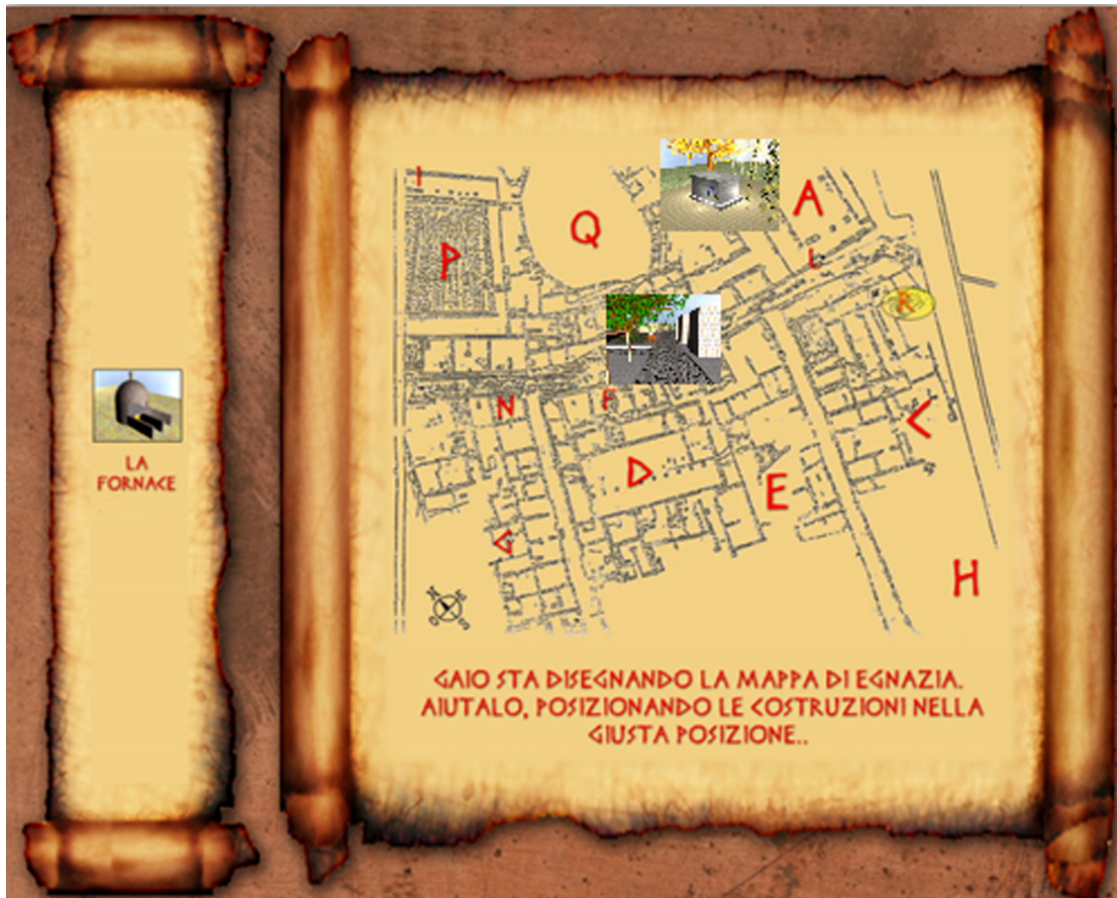 LA
FORNACE
I
Q
A
P
L
R
N
F
C
D
E
G
H
GAIO STA DISEGNANDO LA MAPPA DI EGNAZIA.
AIUTALO, POSIZIONANDO LE COSTRUZIONI NELLA
GIUSTA POSIZIONE..